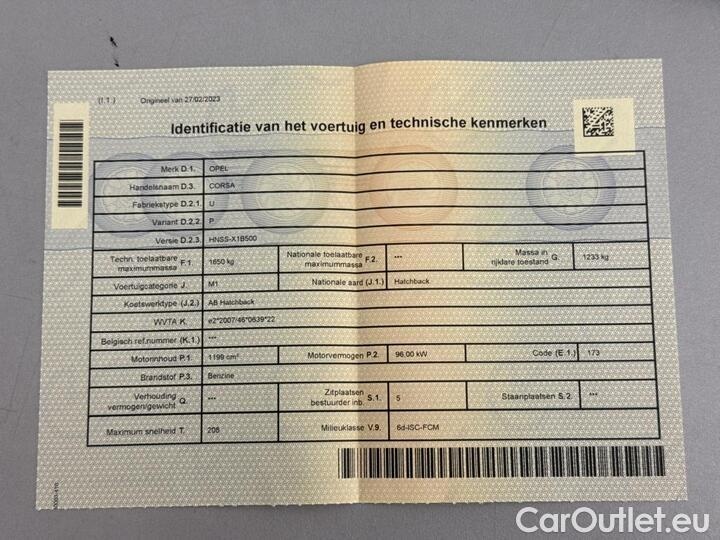 (I.1.) Origineel van 27/02/2023
Identificatie van het voertuig en technische kenmerken
Merk D.1. OPEL
Handelsnaam D.3. CORSA
Fabriekstype D.2.1. U
Variant D.2.2. P
Versie D.2.3. HNSS-X1B500
Techn. toelaatbare maximummassa F.1. 1650 kg Nationale toelaatbare maximummassa F.2. *** Massa in rijklare toestand G. 1233 kg
Voertuigcategorie J. M1 Nationale aard (J.1.) Hatchback
Koetswerktype (J.2.) AB Hatchback
WVTA K e2*2007/46*0639*22
Belgisch ref.nummer (K.1.) ***
Motorinhoud P.1. 1199 cm³ Motorvermogen P.2. 96.00 kW Code (E.1.) 173
Brandstof P.3. Benzine
Verhouding vermogen/gewicht Q. *** Zitplaatsen bestuurder inb. S.1. 5 Staanplaatsen S.2. ***
Maximum snelheid T. 208 Milieuklasse V.9. 6d-ISC-FCM
CarOutlet.eu